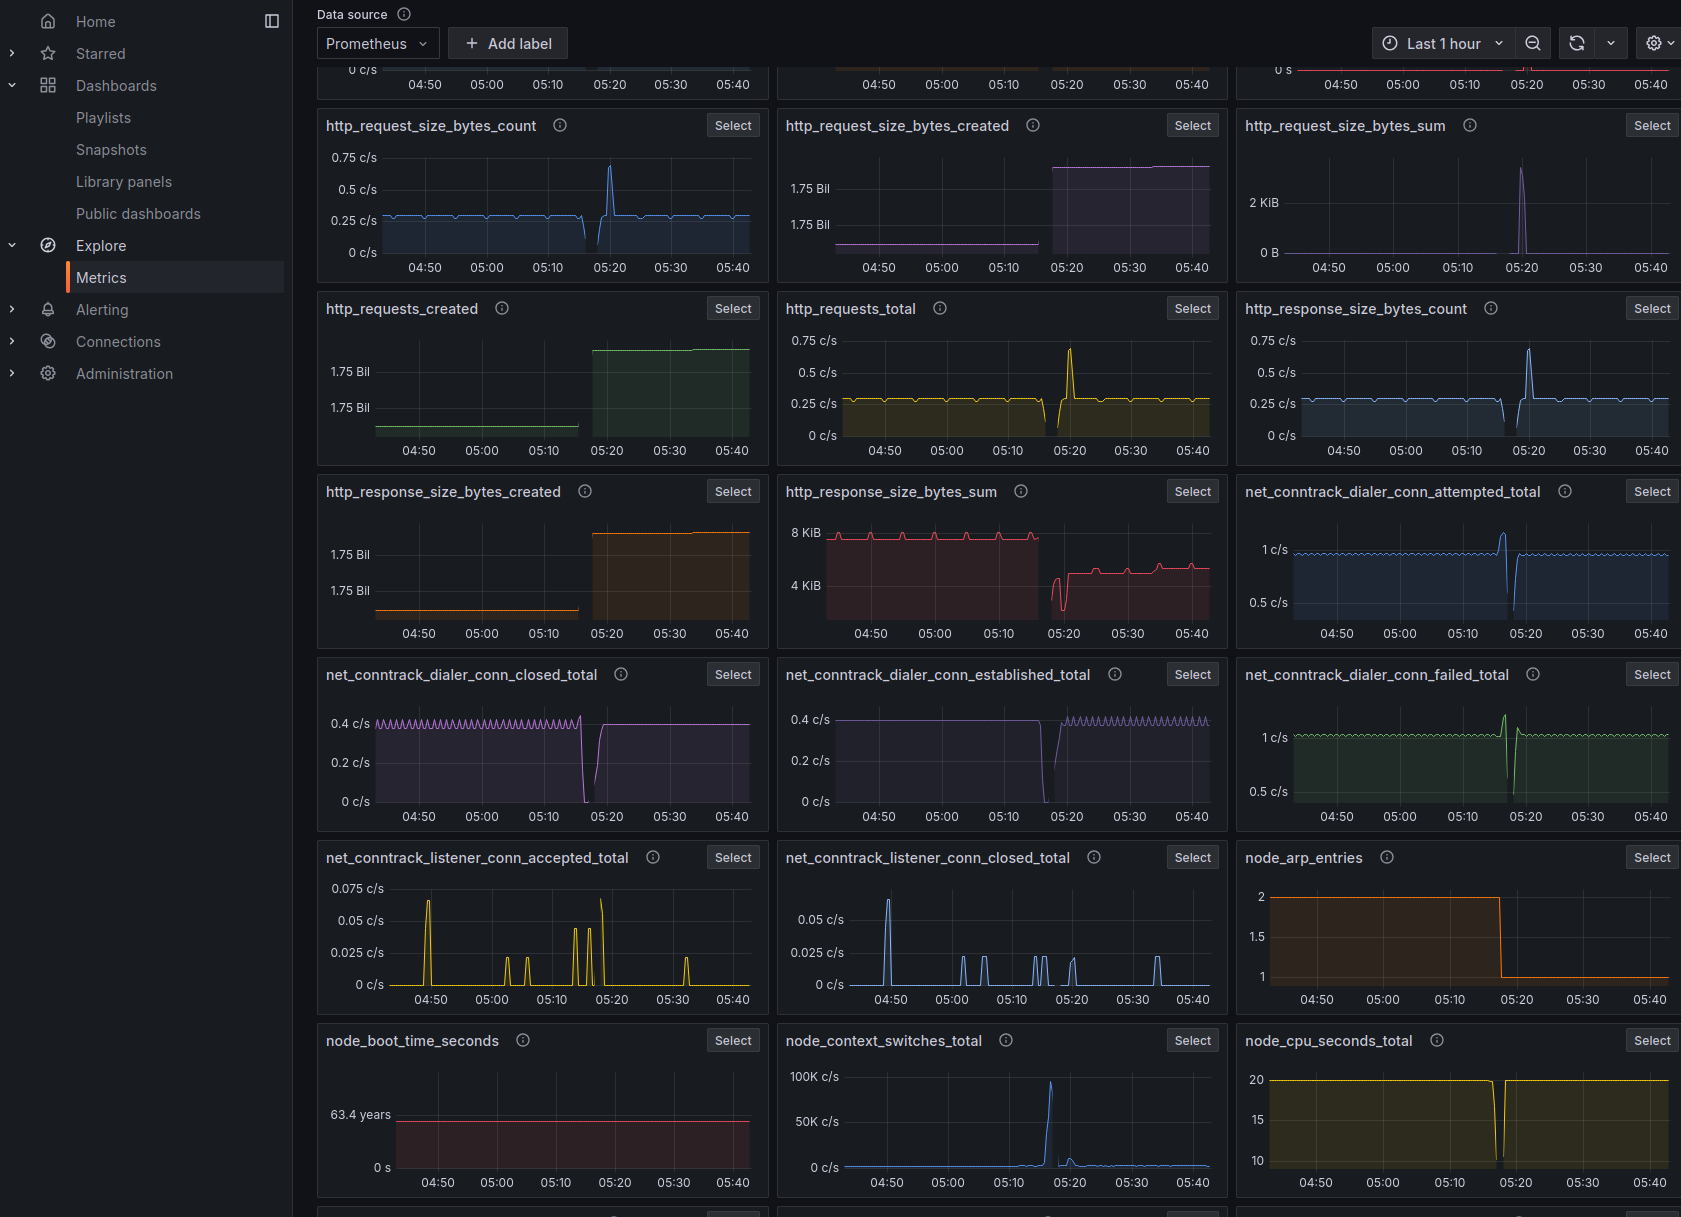 Home
Starred
Dashboards
Playlists
Snapshots
Library panels
Public dashboards
Explore
Metrics
Alerting
Connections
Administration
Data source
Prometheus
Add label
Last 1 hour
0 c/s
04:50 05:00 05:10 05:20 05:30 05:40
04:50 05:00 05:10 05:20 05:30 05:40
0 s
04:50 05:00 05:10 05:20 05:30 05:40
http_request_size_bytes_count
Select
0.75 c/s
0.5 c/s
0.25 c/s
0 c/s
04:50 05:00 05:10 05:20 05:30 05:40
http_request_size_bytes_created
Select
1.75 Bil
1.75 Bil
04:50 05:00 05:10 05:20 05:30 05:40
http_request_size_bytes_sum
Select
2 KiB
0 B
04:50 05:00 05:10 05:20 05:30 05:40
http_requests_created
Select
1.75 Bil
1.75 Bil
04:50 05:00 05:10 05:20 05:30 05:40
http_requests_total
Select
0.75 c/s
0.5 c/s
0.25 c/s
0 c/s
04:50 05:00 05:10 05:20 05:30 05:40
http_response_size_bytes_count
Select
0.75 c/s
0.5 c/s
0.25 c/s
0 c/s
04:50 05:00 05:10 05:20 05:30 05:40
http_response_size_bytes_created
Select
1.75 Bil
1.75 Bil
04:50 05:00 05:10 05:20 05:30 05:40
http_response_size_bytes_sum
Select
8 KiB
4 KiB
04:50 05:00 05:10 05:20 05:30 05:40
net_conntrack_dialer_conn_attempted_total
Select
1 c/s
0.5 c/s
04:50 05:00 05:10 05:20 05:30 05:40
net_conntrack_dialer_conn_closed_total
Select
0.4 c/s
0.2 c/s
0 c/s
04:50 05:00 05:10 05:20 05:30 05:40
net_conntrack_dialer_conn_established_total
Select
0.4 c/s
0.2 c/s
0 c/s
04:50 05:00 05:10 05:20 05:30 05:40
net_conntrack_dialer_conn_failed_total
Select
1 c/s
0.5 c/s
04:50 05:00 05:10 05:20 05:30 05:40
net_conntrack_listener_conn_accepted_total
Select
0.075 c/s
0.05 c/s
0.025 c/s
0 c/s
04:50 05:00 05:10 05:20 05:30 05:40
net_conntrack_listener_conn_closed_total
Select
0.05 c/s
0.025 c/s
0 c/s
04:50 05:00 05:10 05:20 05:30 05:40
node_arp_entries
Select
2
1.5
1
04:50 05:00 05:10 05:20 05:30 05:40
node_boot_time_seconds
Select
63.4 years
0 s
04:50 05:00 05:10 05:20 05:30 05:40
node_context_switches_total
Select
100K c/s
50K c/s
0 c/s
04:50 05:00 05:10 05:20 05:30 05:40
node_cpu_seconds_total
Select
20
15
10
04:50 05:00 05:10 05:20 05:30 05:40